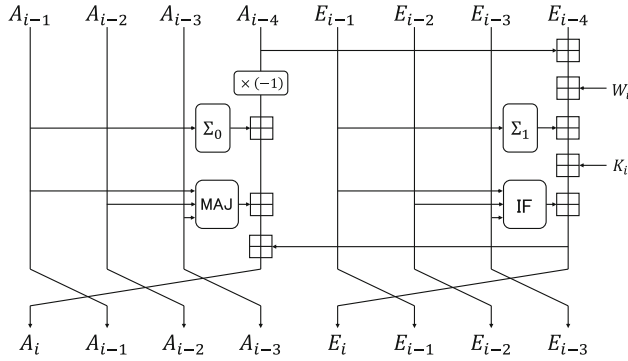 A_{i−1} A_{i−2} A_{i−3} A_{i−4} E_{i−1} E_{i−2} E_{i−3} E_{i−4}
× (−1)
W_i
Σ_0 Σ_1
K_i
MAJ IF
A_i A_{i−1} A_{i−2} A_{i−3} E_i E_{i−1} E_{i−2} E_{i−3}